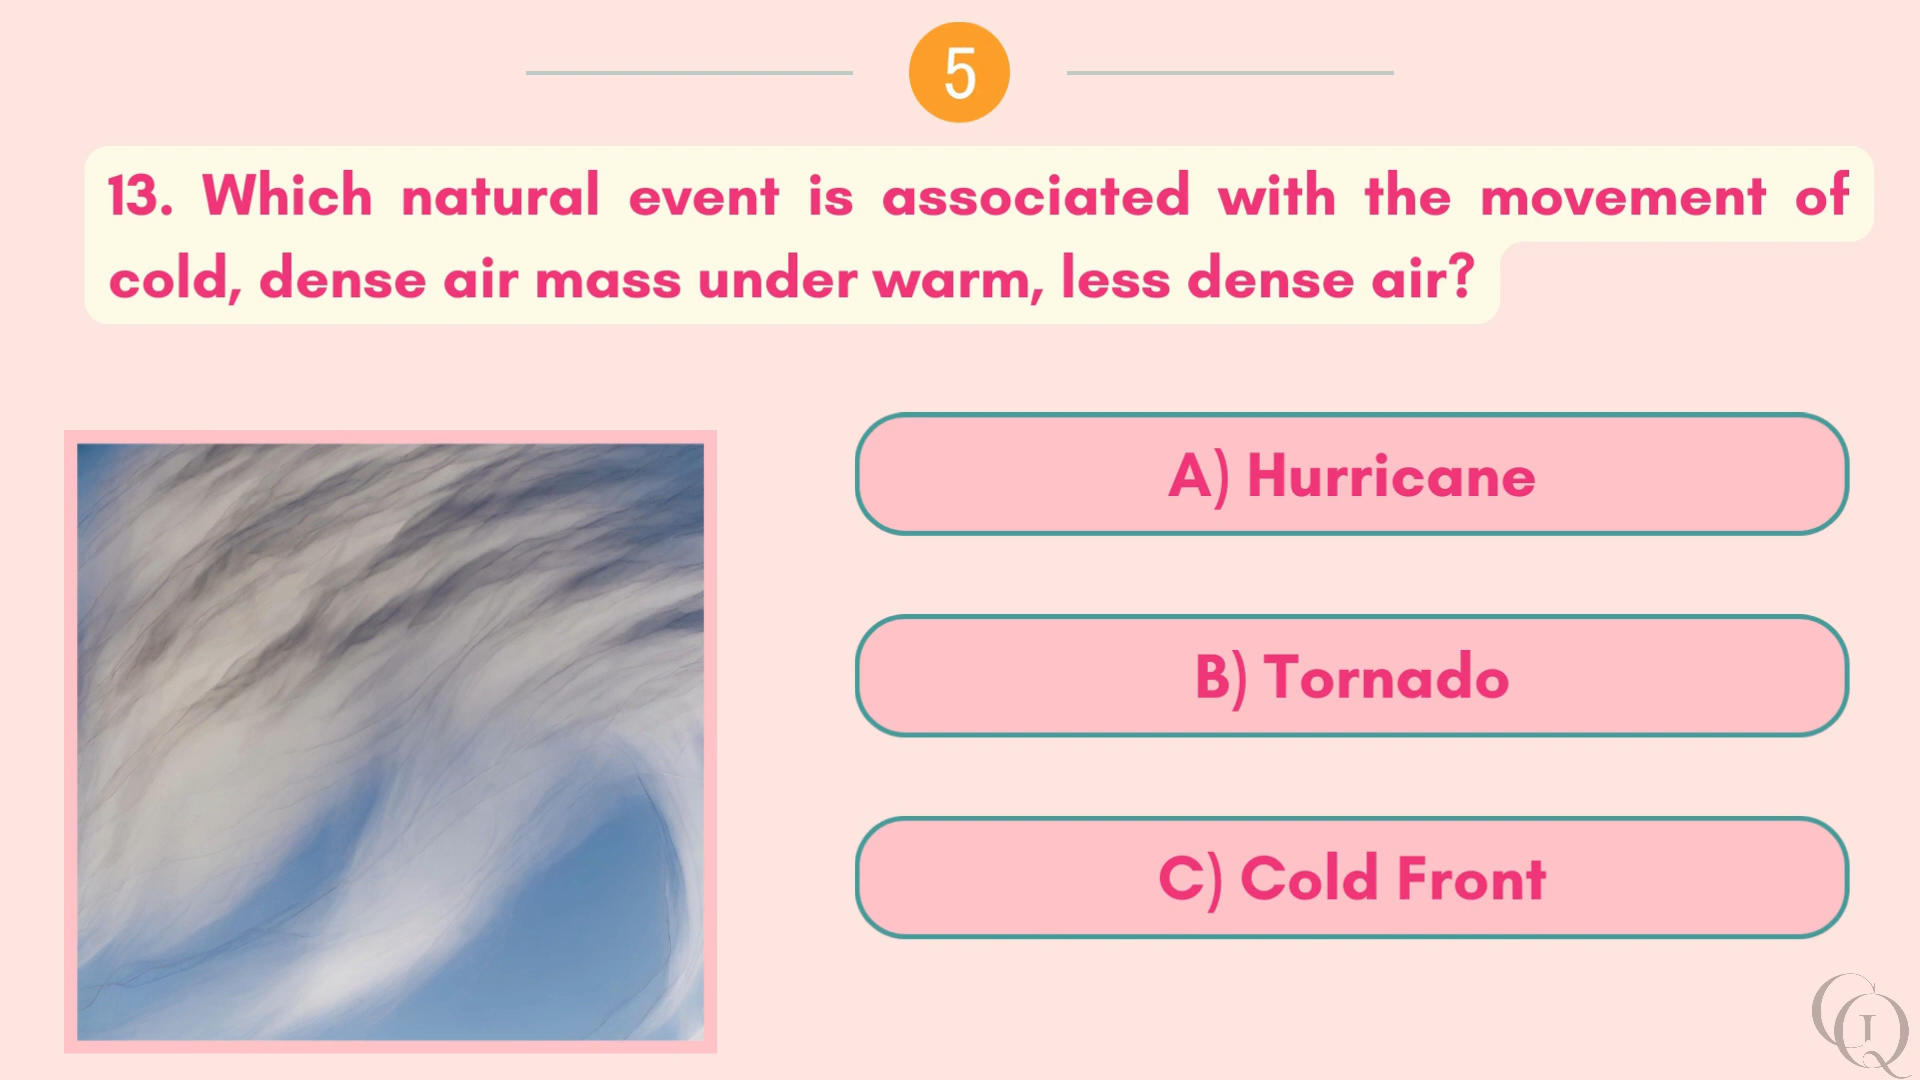 5
13. Which natural event is associated with the movement of
cold, dense air mass under warm, less dense air?
A) Hurricane
B) Tornado
C) Cold Front